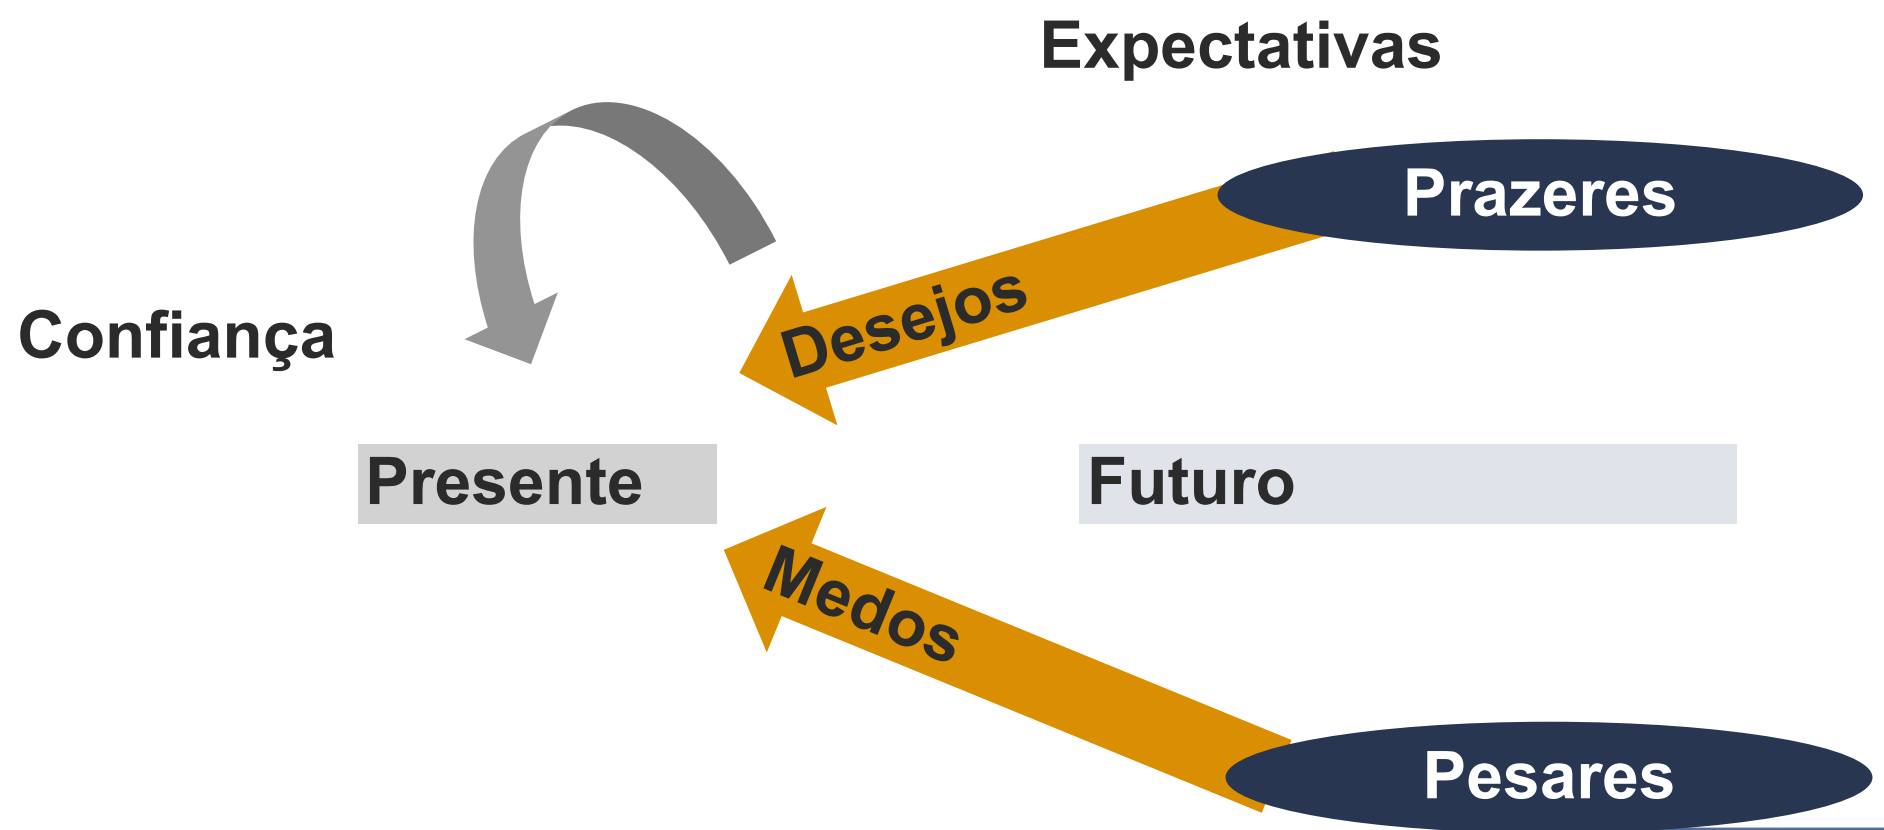 Expectativas
Prazeres
Desejos
Confiança
Presente
Futuro
Medos
Pesares